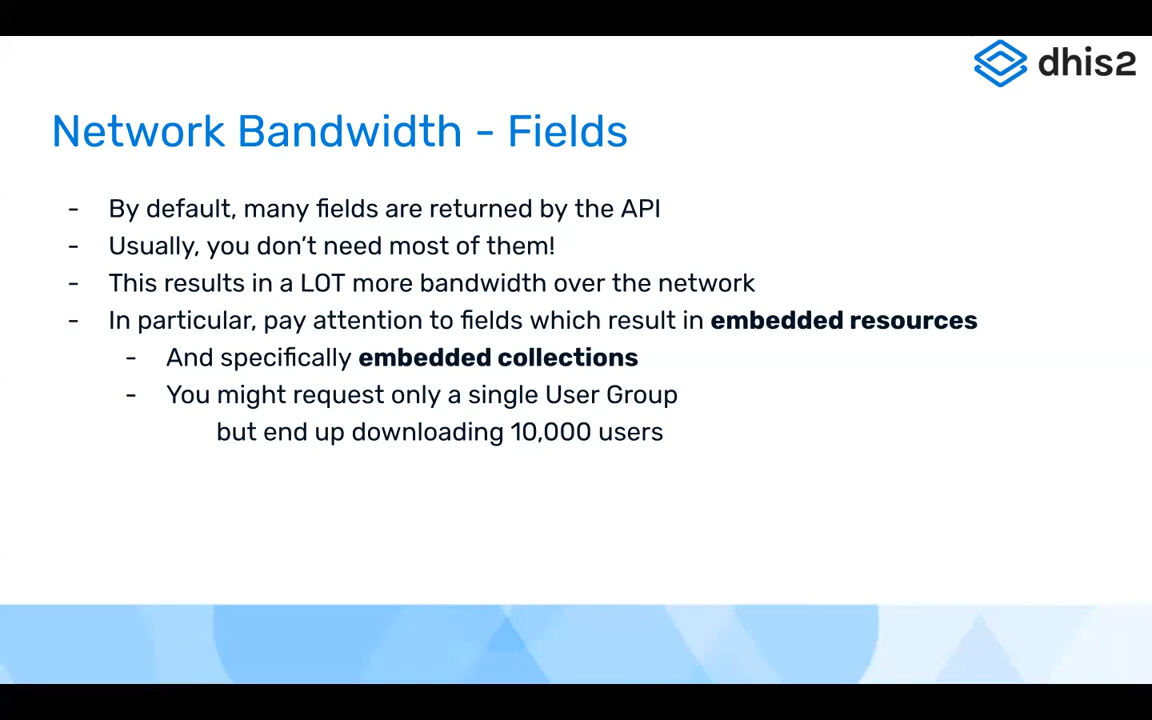 dhis2
Network Bandwidth - Fields
- By default, many fields are returned by the API
- Usually, you don't need most of them!
- This results in a LOT more bandwidth over the network
- In particular, pay attention to fields which result in embedded resources
- And specifically embedded collections
- You might request only a single User Group
but end up downloading 10,000 users